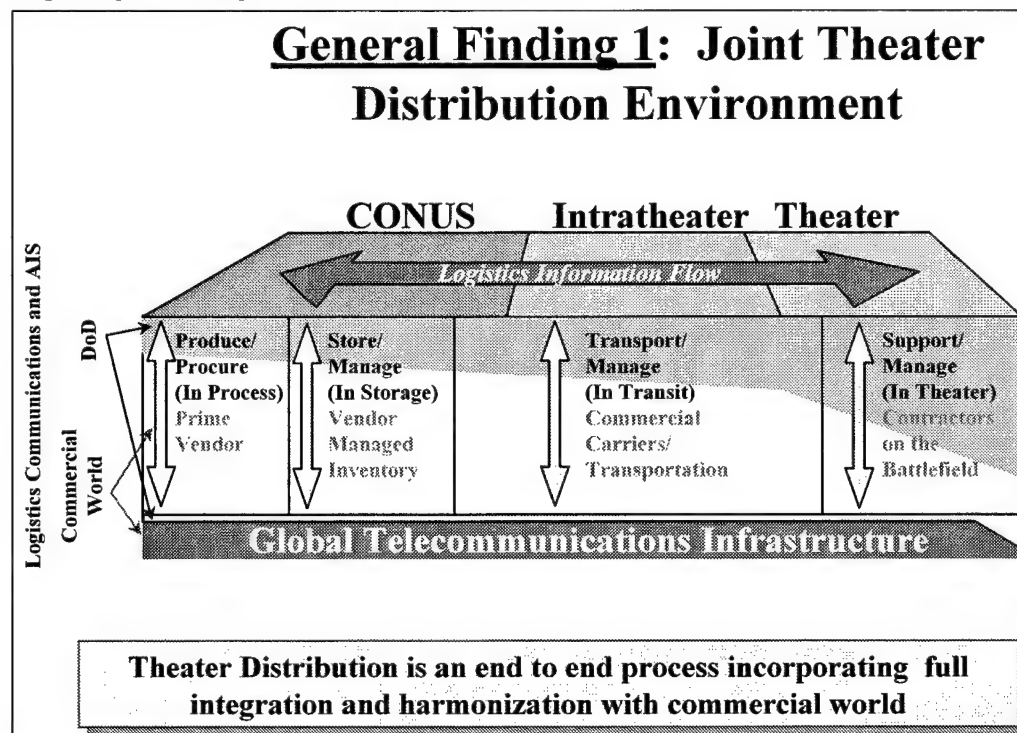 General Finding 1: Joint Theater
Distribution Environment
CONUS Intratheater Theater
Logistics Information Flow
Logistics Communications and AIS
DoD
Commercial
World
Produce/
Procure
(In Process)
Prime
Vendor
Store/
Manage
(In Storage)
Vendor
Managed
Inventory
Transport/
Manage
(In Transit)
Commercial
Carriers/
Transportation
Support/
Manage
(In Theater)
Contractors
on the
Battlefield
Global Telecommunications Infrastructure
Theater Distribution is an end to end process incorporating full
integration and harmonization with commercial world